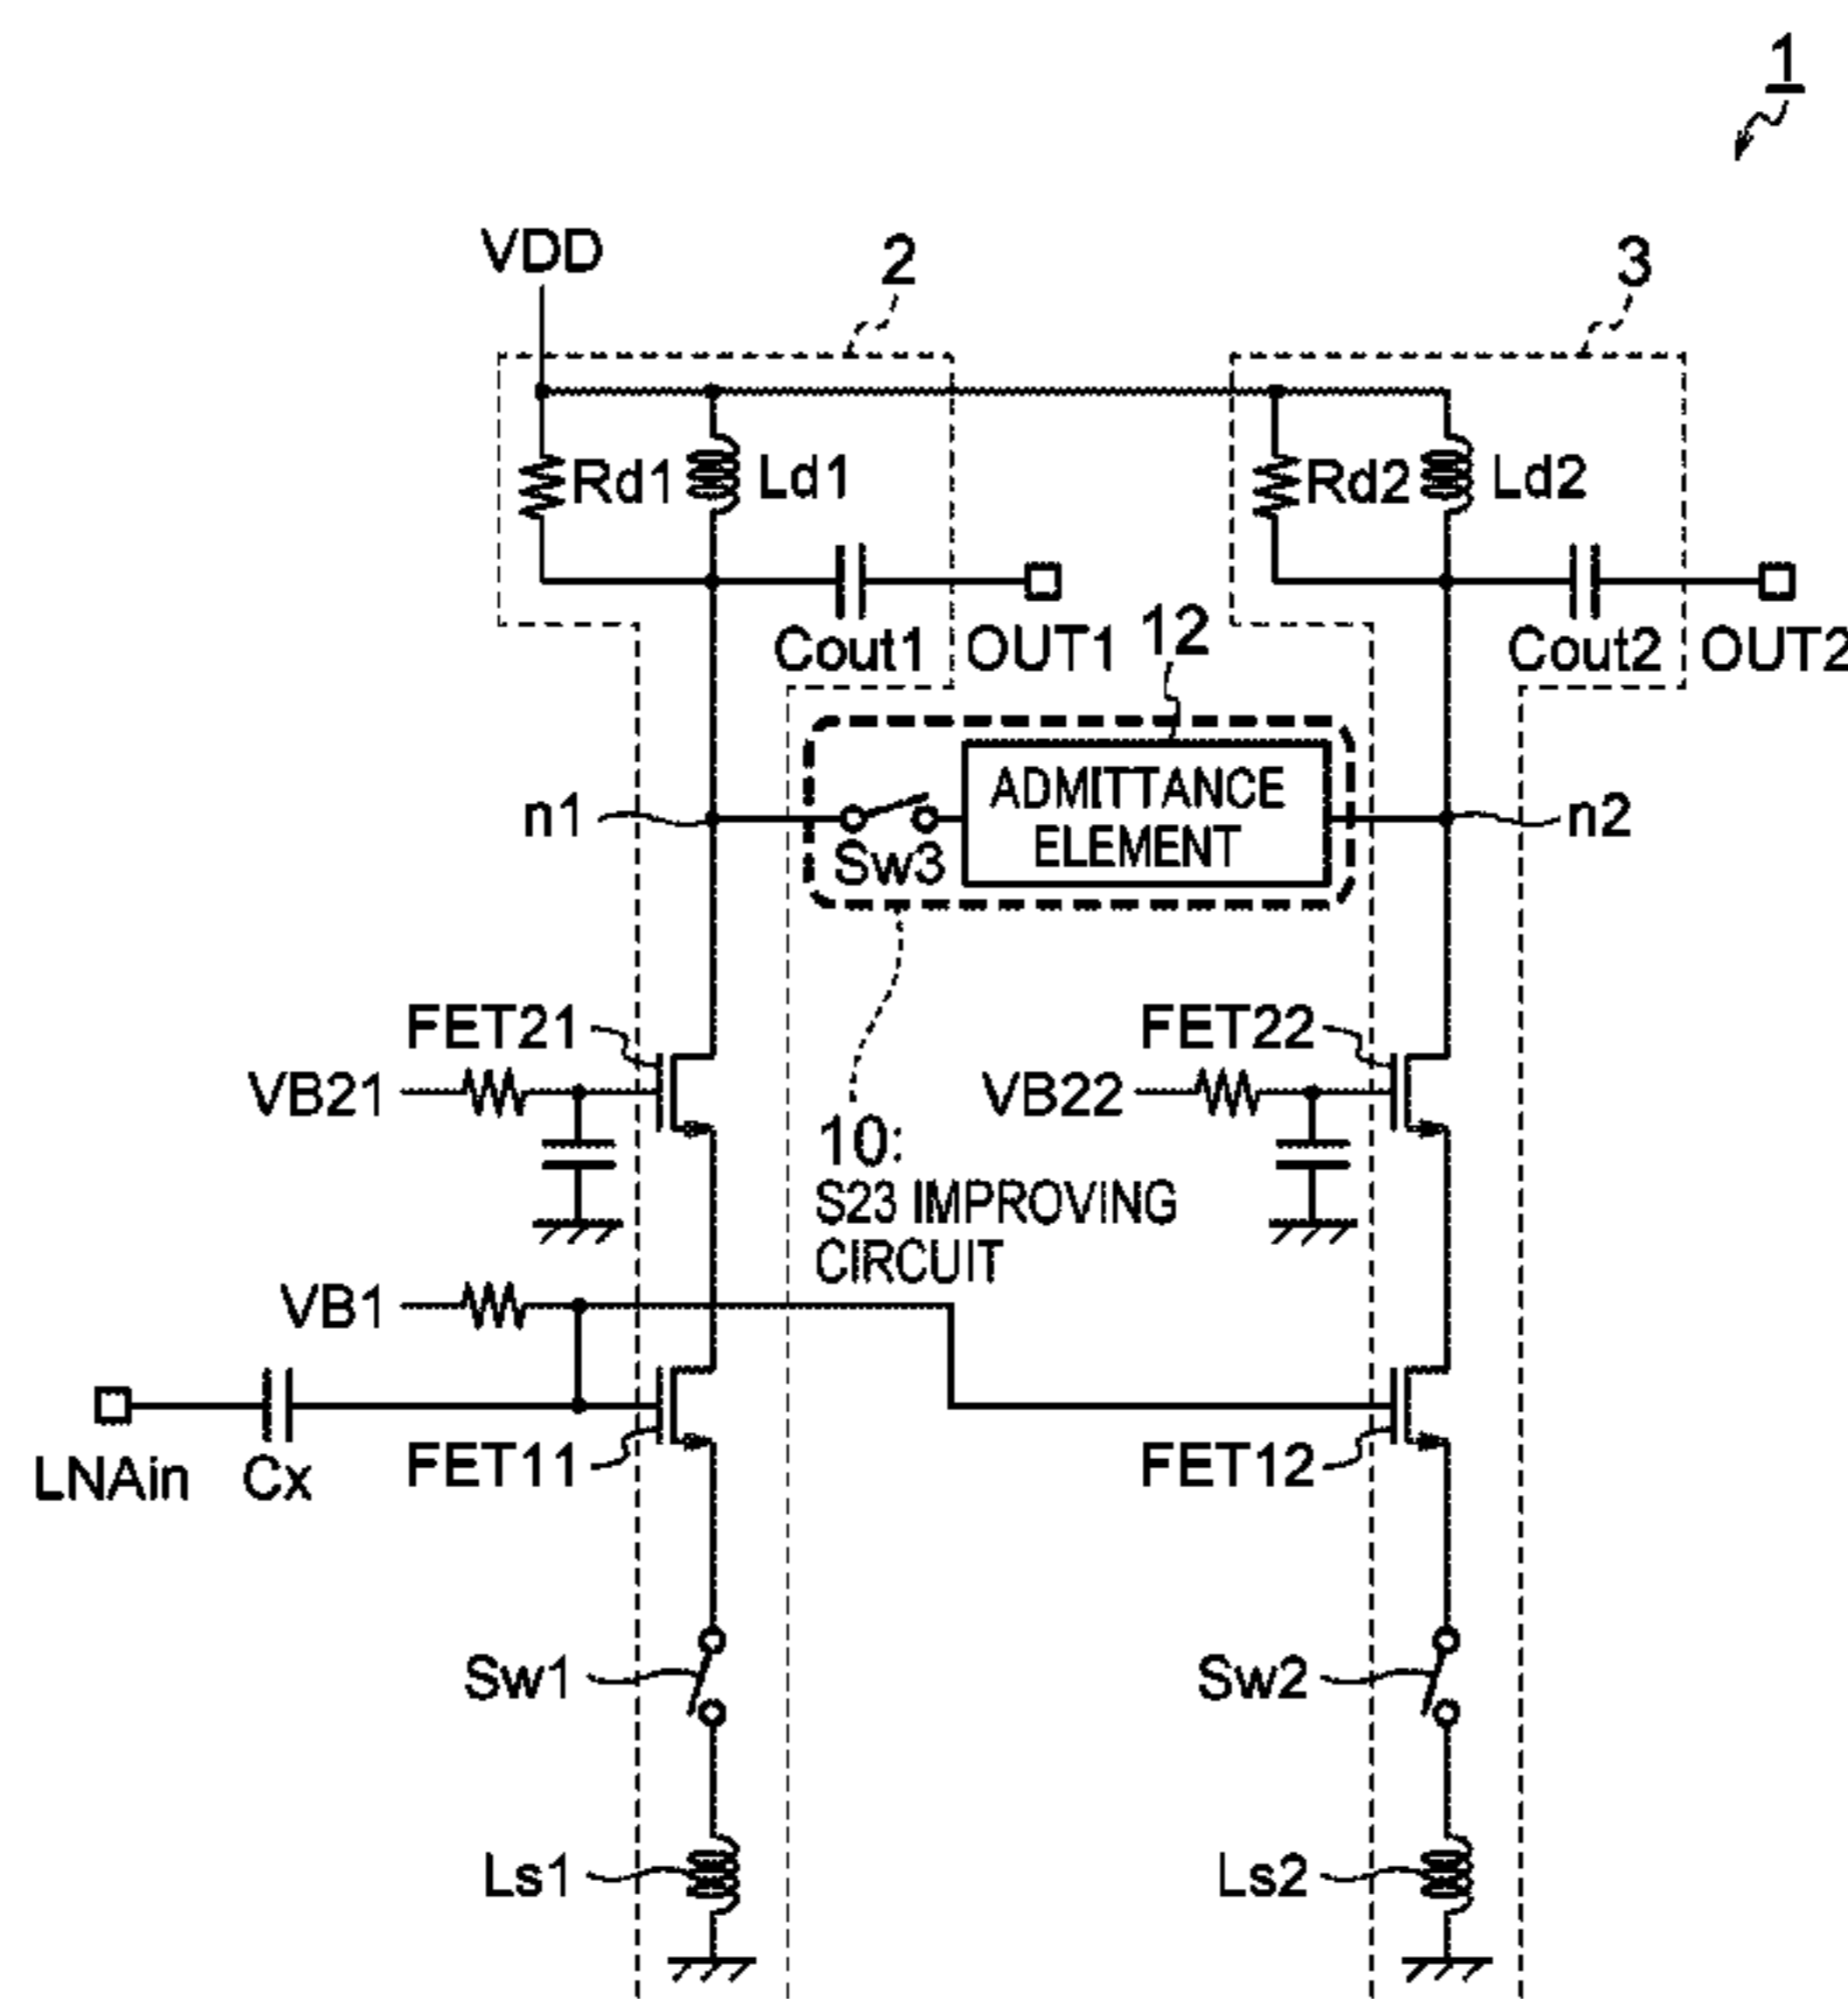 1
VDD
2
3
Rd1
Ld1
Rd2
Ld2
Cout1
OUT1
12
Cout2
OUT2
n1
Sw3
ADMITTANCE
ELEMENT
n2
FET21
FET22
VB21
VB22
10:
S23 IMPROVING
CIRCUIT
VB1
LNAin
Cx
FET11
FET12
Sw1
Sw2
Ls1
Ls2